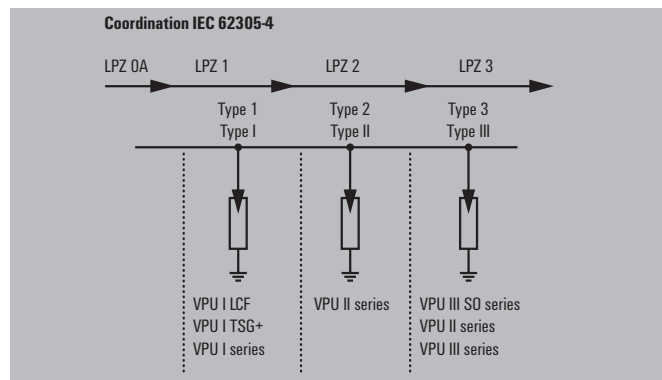 Coordination IEC 62305-4
LPZ 0A LPZ 1 LPZ 2 LPZ 3
Type 1 Type 2 Type 3
Type I Type II Type III
VPU I LCF VPU II series VPU III SO series
VPU I TSG+ VPU II series
VPU I series VPU III series